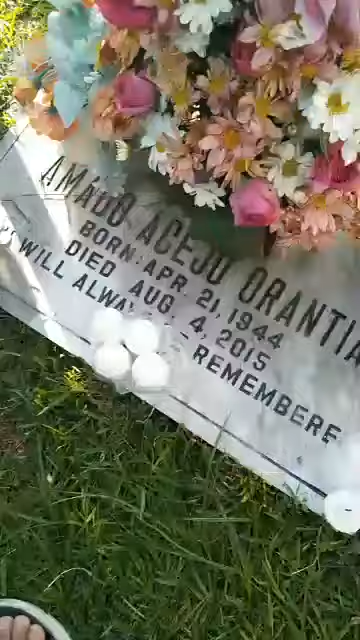 AMADO ACEJO ORANTIA
BORN: APR. 21, 1944
DIED AUG. 4, 2015
WILL ALWA REMEMBERE